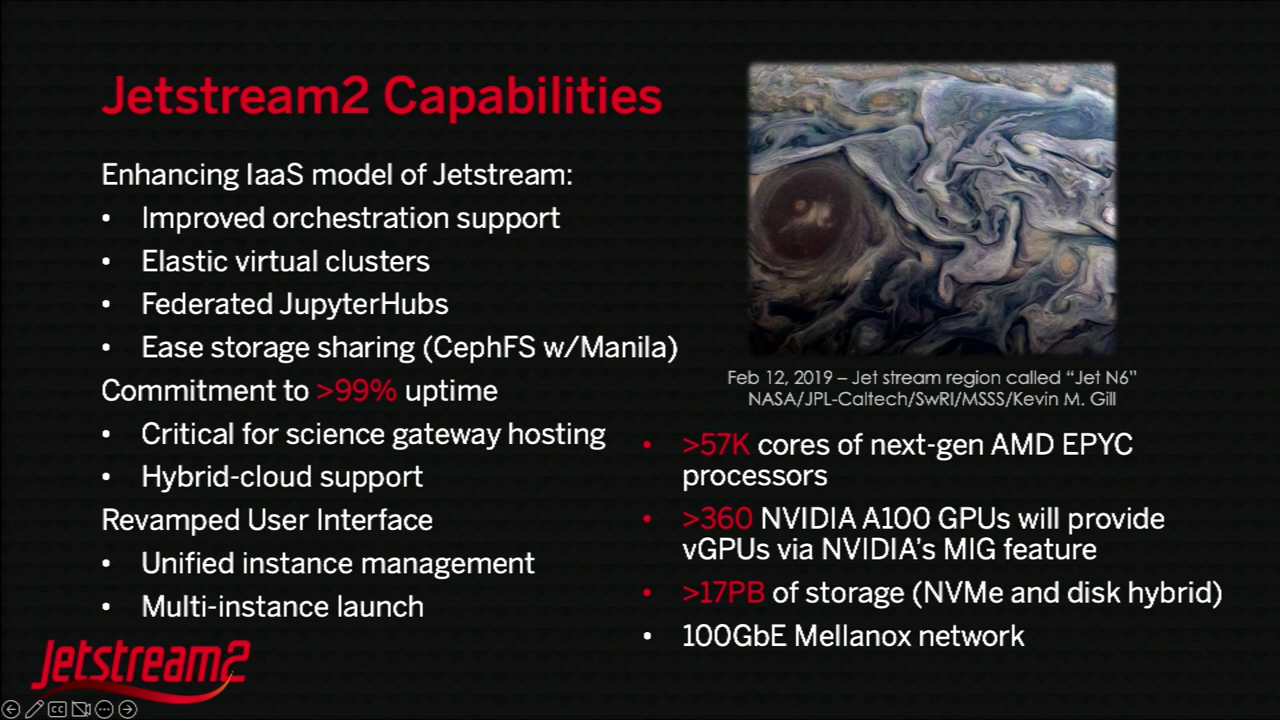 Jetstream2 Capabilities
Enhancing IaaS model of Jetstream:
• Improved orchestration support
• Elastic virtual clusters
• Federated JupyterHubs
• Ease storage sharing (CephFS w/Manila)
Commitment to >99% uptime
• Critical for science gateway hosting
• Hybrid-cloud support
Revamped User Interface
• Unified instance management
• Multi-instance launch
Feb 12, 2019 – Jet stream region called “Jet N6”
NASA/JPL-Caltech/SwRI/MSSS/Kevin M. Gill
• >57K cores of next-gen AMD EPYC
processors
• >360 NVIDIA A100 GPUs will provide
vGPUs via NVIDIA's MIG feature
• >17PB of storage (NVMe and disk hybrid)
• 100GbE Mellanox network
Jetstream2
CC